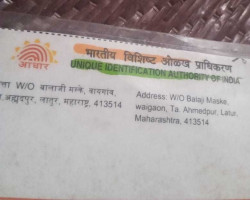 भारतीय विशिष्ट ओळख प्राधिकरण
UNIQUE IDENTIFICATION AUTHORITY OF INDIA
आधार
W/O बालाजी मस्के, वायगांव,
अहमदपुर, लातुर, महाराष्ट्र, 413514
Address: W/O Balaji Maske,
waigaon, Ta. Ahmedpur, Latur,
Maharashtra, 413514